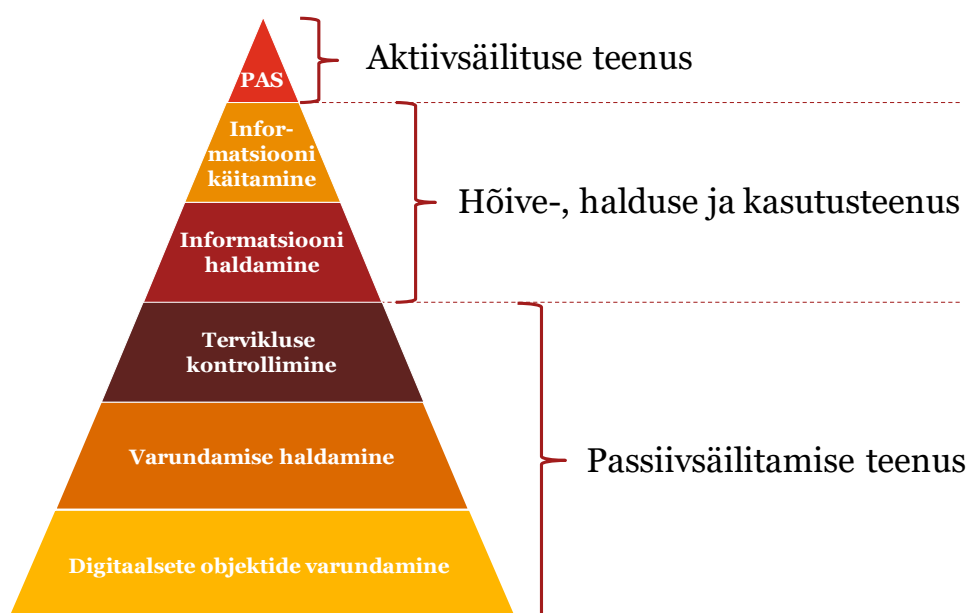 Aktiivsäilituse teenus
PAS
Infor-
matsiooni
käitamine
Hõive-, halduse ja kasutusteenus
Informatsiooni
haldamine
Tervikluse
kontrollimine
Varundamise haldamine
Passiivsäilitamise teenus
Digitaalsete objektide varundamine